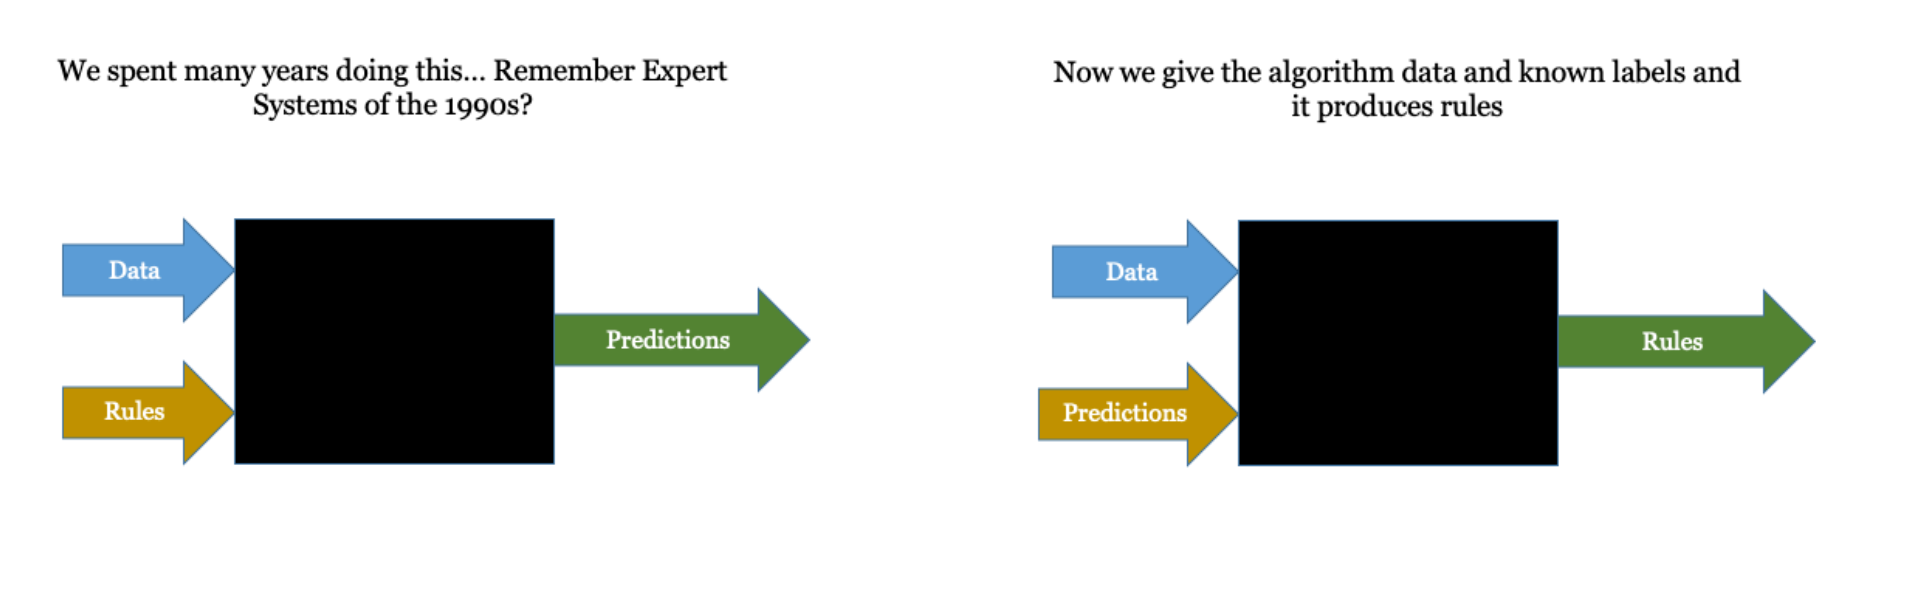 We spent many years doing this... Remember Expert
Systems of the 1990s?
Data
Rules
Predictions
Now we give the algorithm data and known labels and
it produces rules
Data
Predictions
Rules